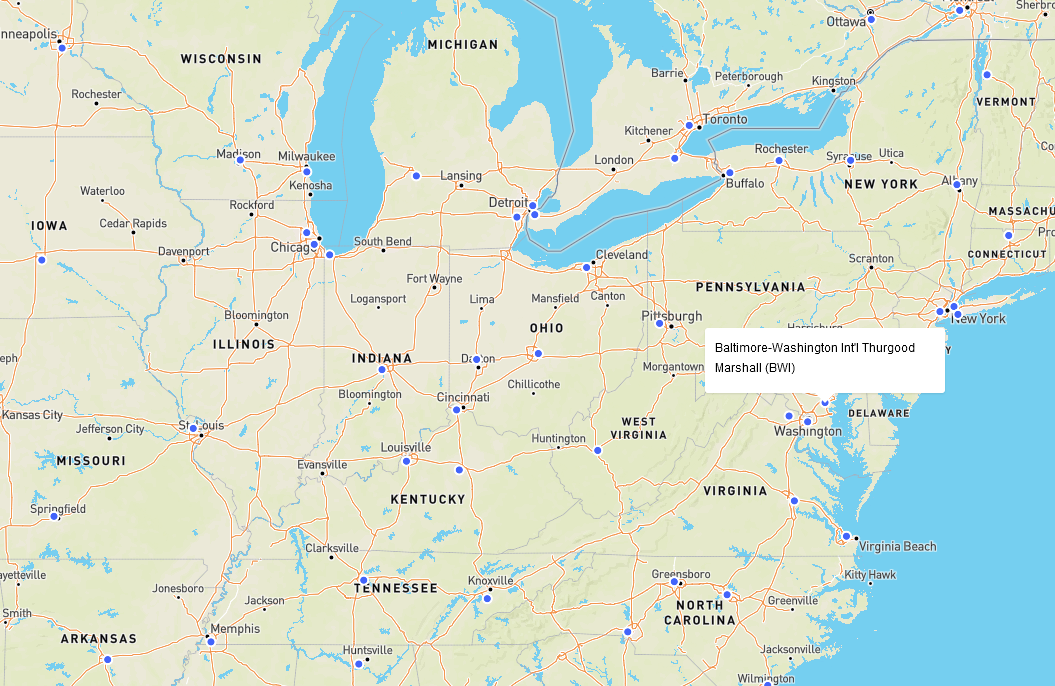 Ottawa
Sherbro
nneapolis
MICHIGAN
WISCONSIN
Barrie
Peterborough
Kingston
Rochester
VERMONT
Toronto
Kitchener
Madison
Milwaukee
London
Rochester
Syracuse
Utica
Lansing
Kenosha
Buffalo
Albany
NEW YORK
Waterloo
Rockford
Detroit
MASSACHU
IOWA
Cedar Rapids
Chicago
South Bend
Davenport
Cleveland
CONNECTICUT
Scranton
Fort Wayne
PENNSYLVANIA
Logansport
Lima
Mansfield
Canton
Bloomington
Pittsburgh
New York
OHIO
Harrisburg
ILLINOIS
INDIANA
Dayton
Baltimore-Washington Int'l Thurgood
Marshall (BWI)
Y
Morgantown
Chillicothe
Bloomington
Cincinnati
Kansas City
Jefferson City
St Louis
WEST
VIRGINIA
DELAWARE
Washington
Huntington
Louisville
MISSOURI
Evansville
KENTUCKY
VIRGINIA
Springfield
Clarksville
Virginia Beach
ayetteville
Jonesboro
TENNESSEE
Knoxville
Greensboro
Kitty Hawk
Smith
Jackson
NORTH
CAROLINA
Greenville
ARKANSAS
Memphis
Huntsville
Jacksonville
Wilmington